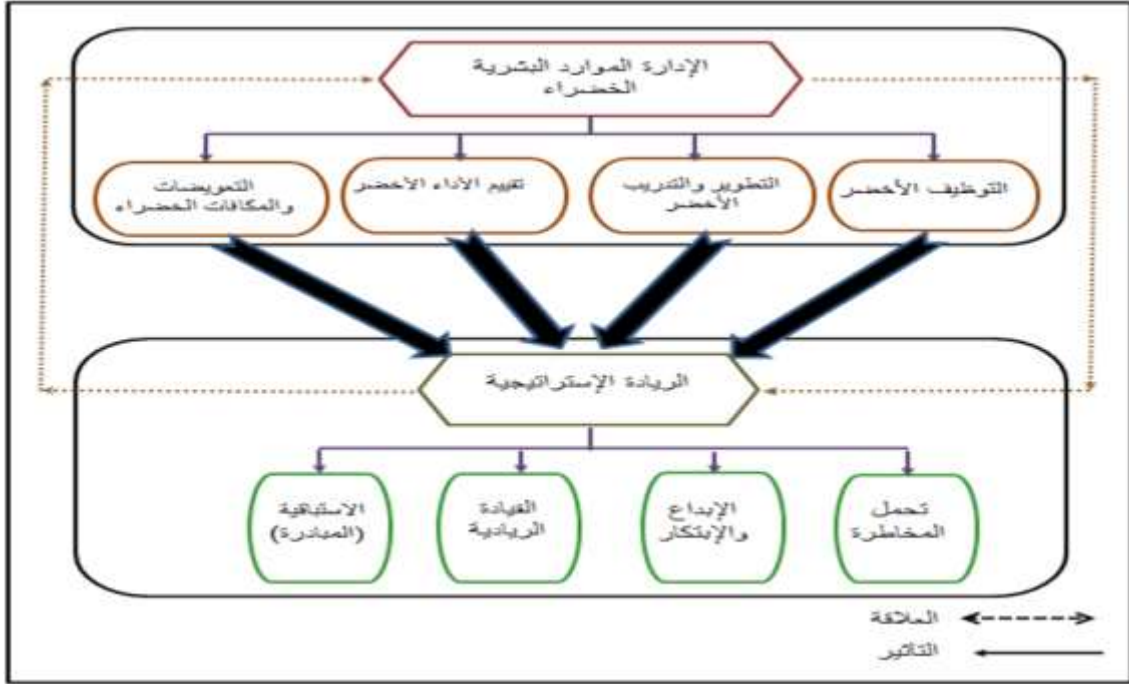 الإدارة الموارد البشرية
الخضراء
التوظيف الأخضر
التطوير والتدريب
الأخضر
تقييم الأداء الأخضر
التعويضات
والمكافات الخضراء
الريادة الإستراتيجية
تحمل
المخاطرة
الإبداع
والإبتكار
القيادة
الريادية
الاستباقية
(المبادرة)
العلاقة
التأثير